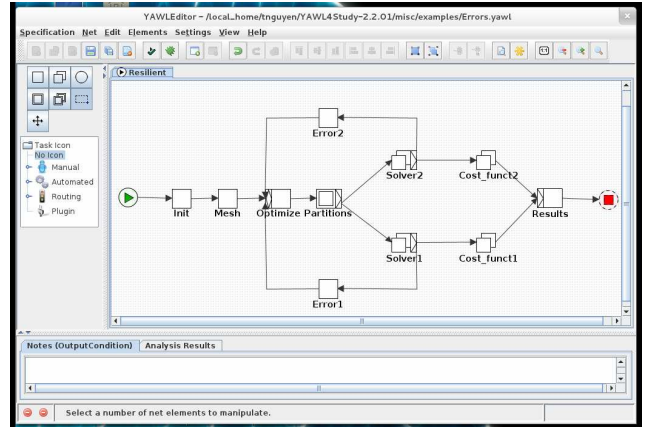 YAWLEditor - /local_home/tnguyen/YAWL4Study-2.2.01/misc/examples/Errors.yawl
Specification Net Edit Elements Settings View Help
Resilient
Task Icon
No Icon
Manual
Automated
Routing
Plugin
Error2
Solver2
Cost_funct2
Init
Mesh
Optimize
Partitions
Results
Solver1
Cost_funct1
Error1
Notes (OutputCondition)
Analysis Results
Select a number of net elements to manipulate.